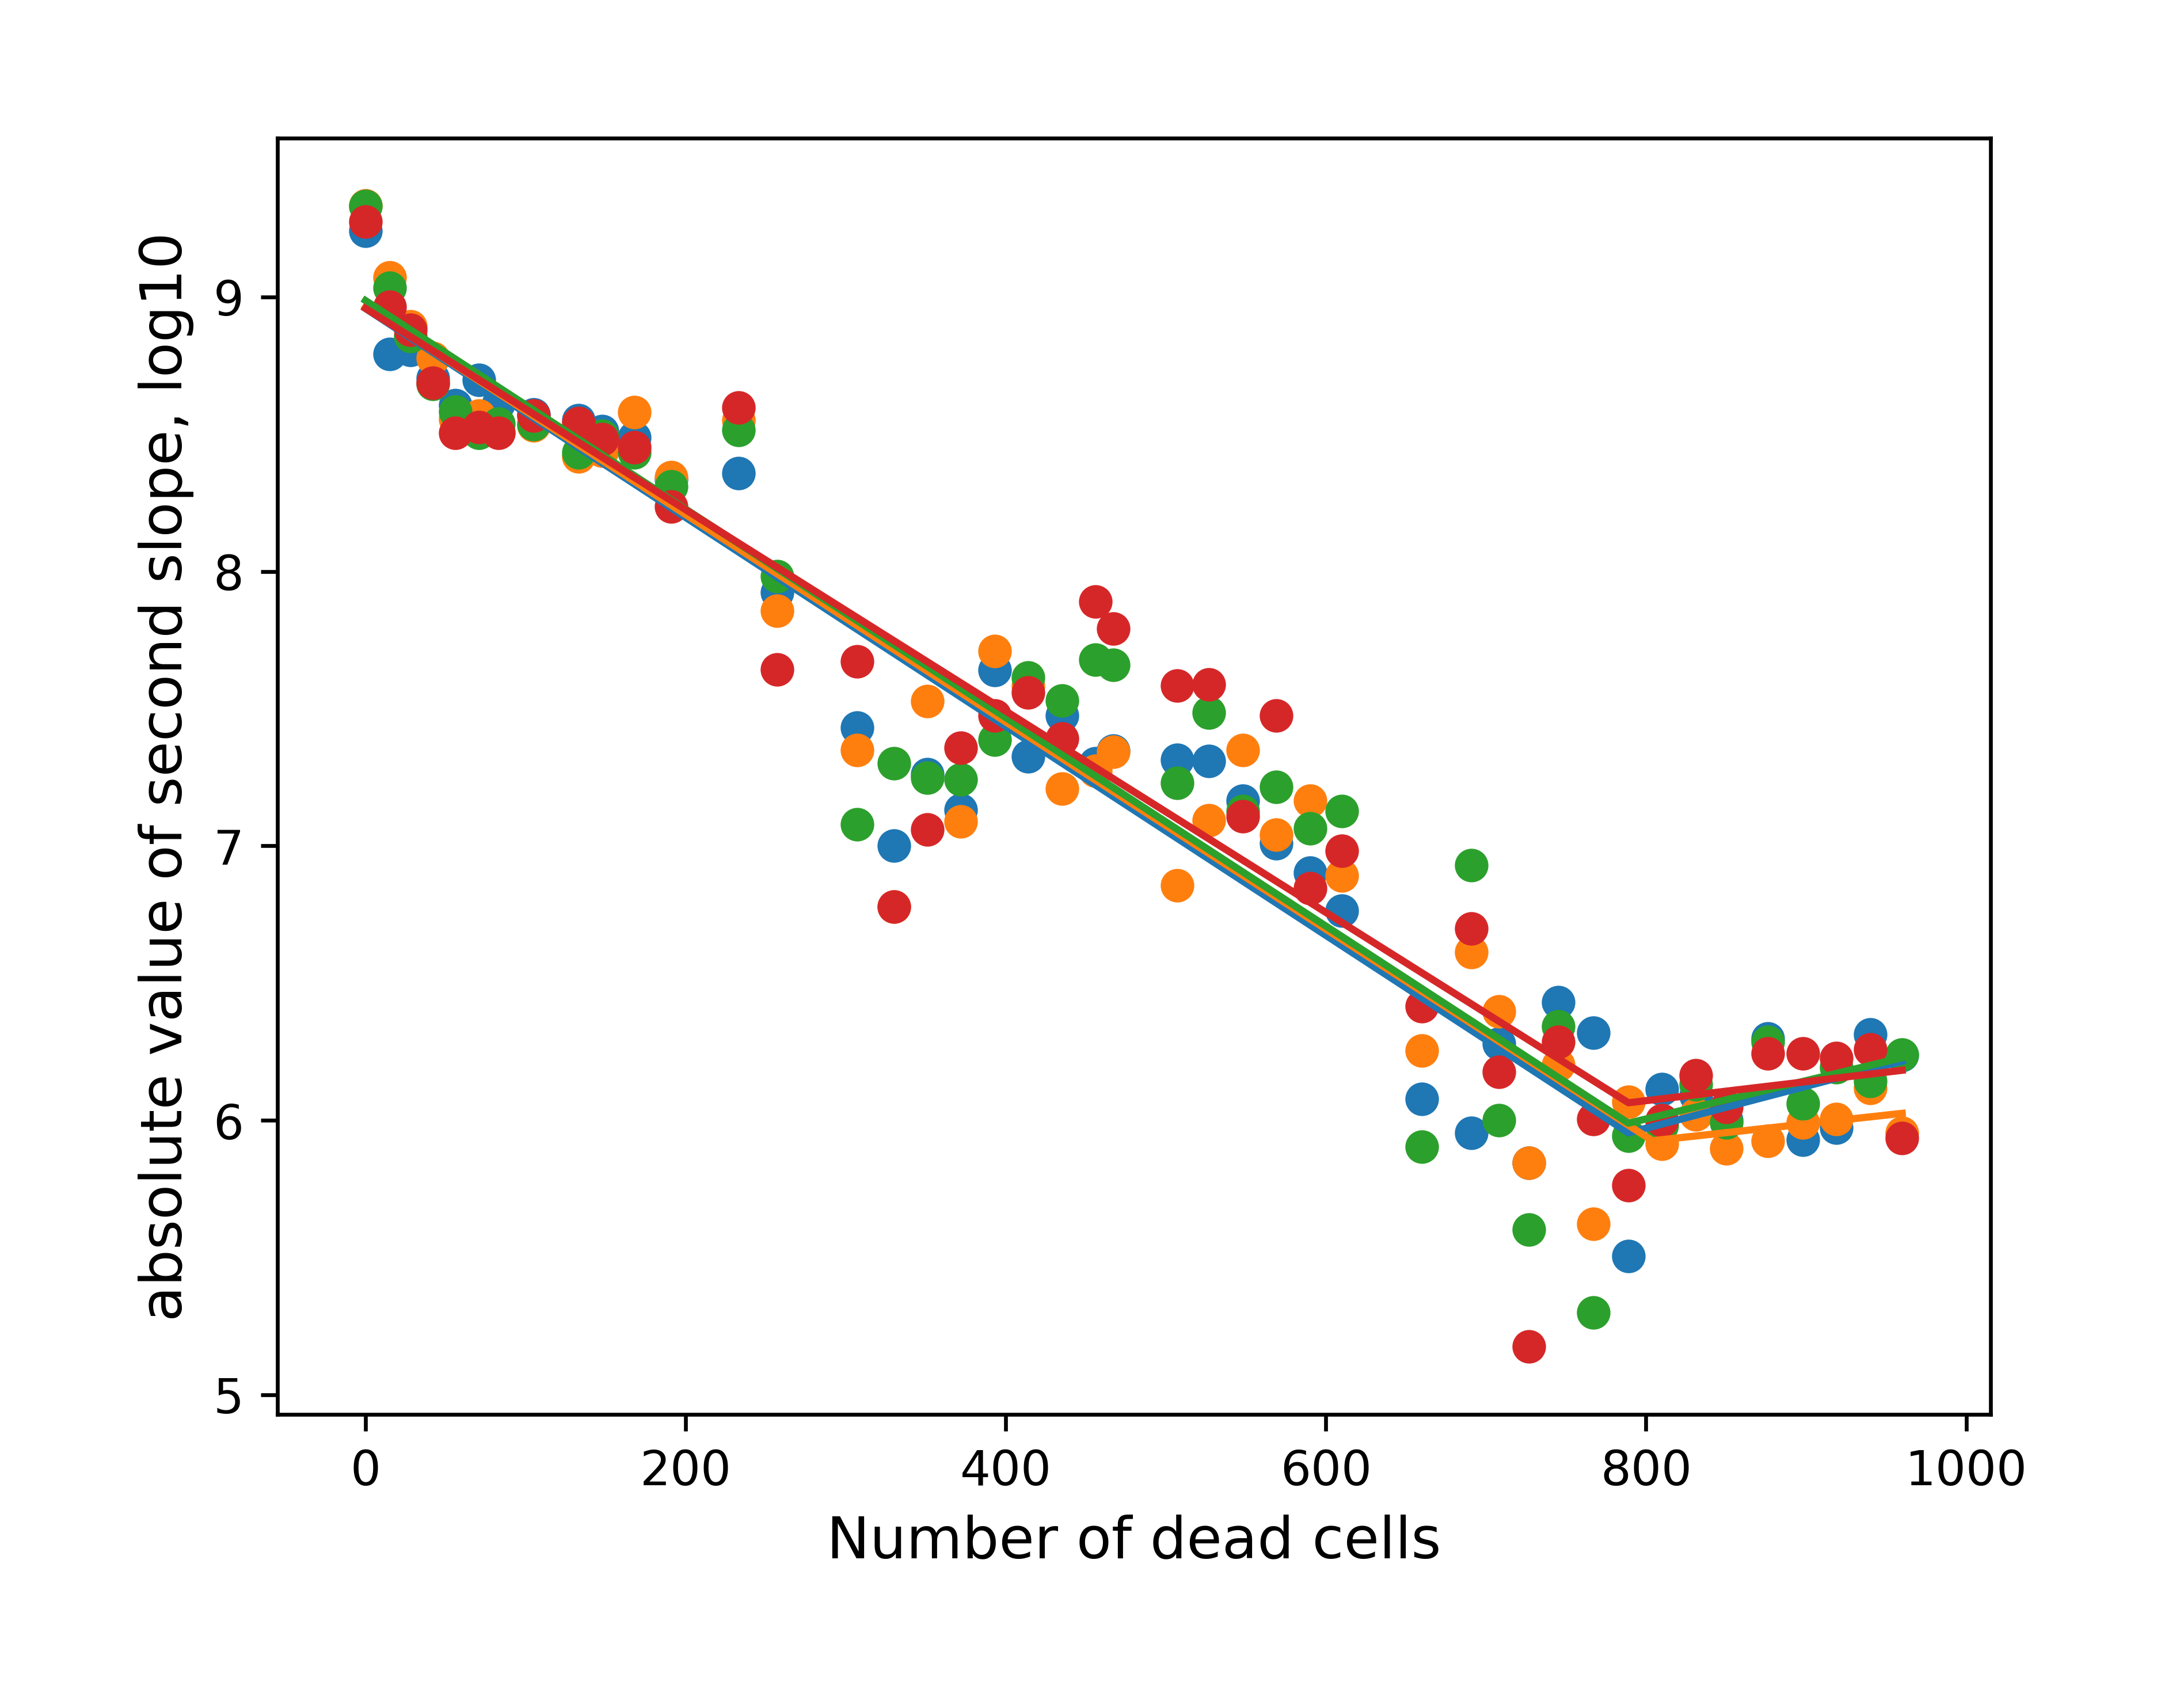 absolute value of second slope, log10
9
8
7
6
5
0 200 400 600 800 1000
Number of dead cells